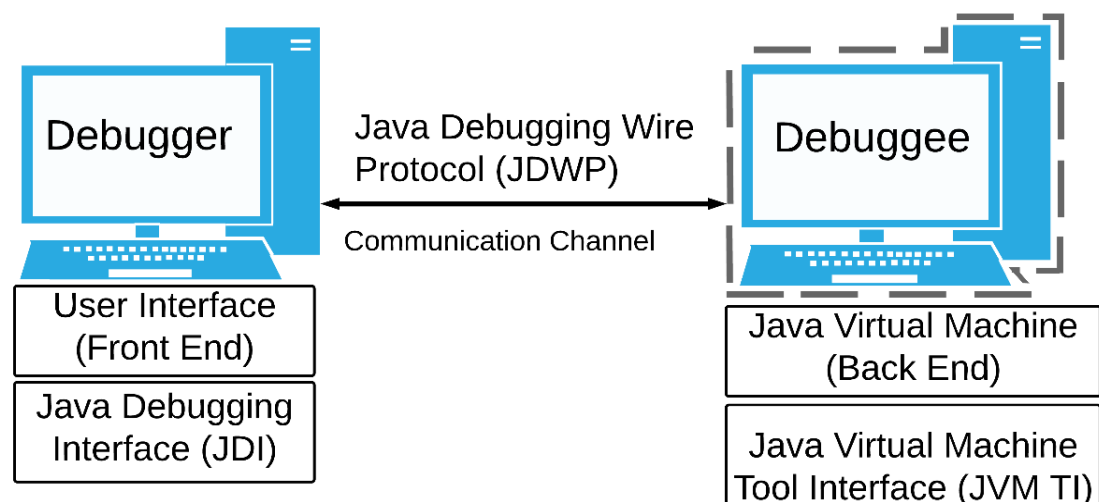 Debugger
Java Debugging Wire
Protocol (JDWP)
Communication Channel
Debuggee
User Interface
(Front End)
Java Debugging
Interface (JDI)
Java Virtual Machine
(Back End)
Java Virtual Machine
Tool Interface (JVM TI)